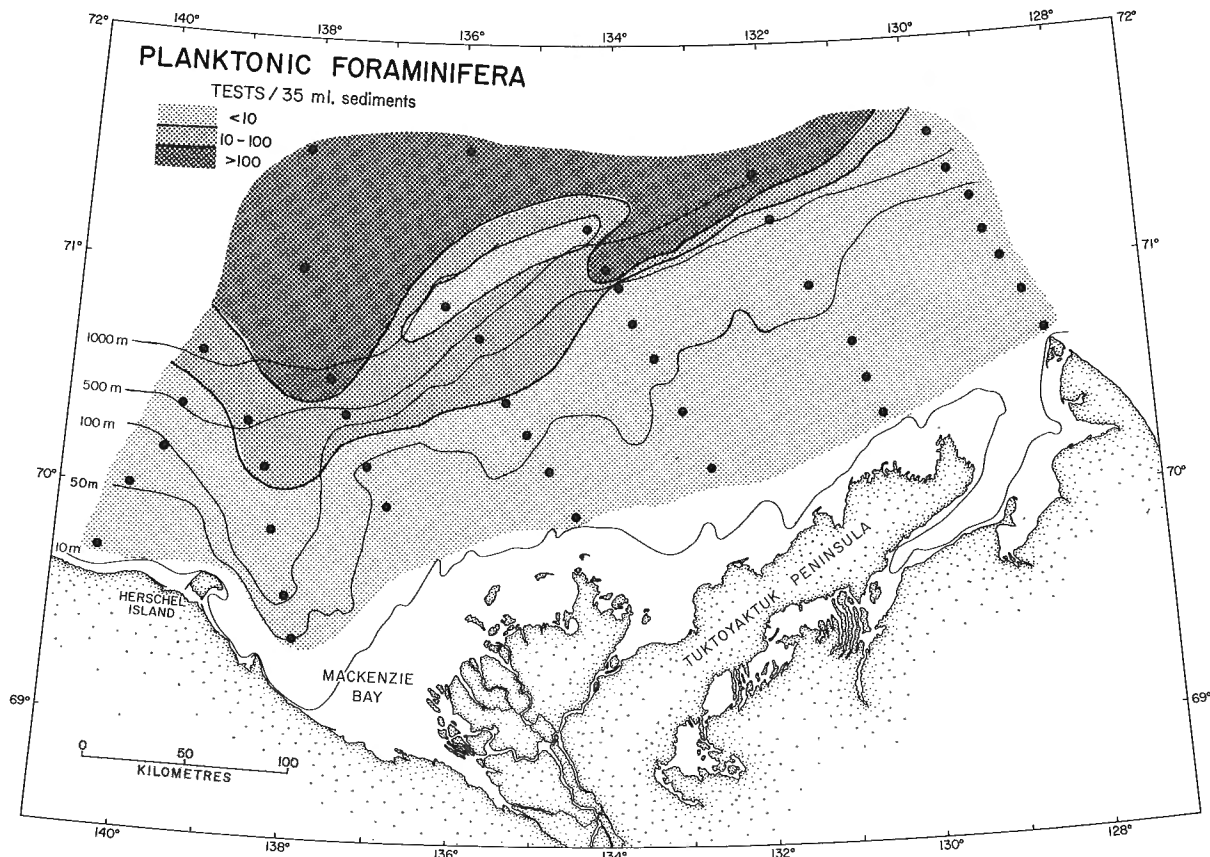 72° 140° 138° 136° 134° 132° 130° 128° 72°
PLANKTONIC FORAMINIFERA
TESTS / 35 ml. sediments
<10
10-100
>100
71° 71°
1000 m
500 m
100 m
70° 70°
50m
10m
HERSCHEL
ISLAND
MACKENZIE
BAY
TUKTOYAKTUK PENINSULA
69° 69°
0 50 100
KILOMETRES
140° 138° 136° 134° 132° 130° 128°